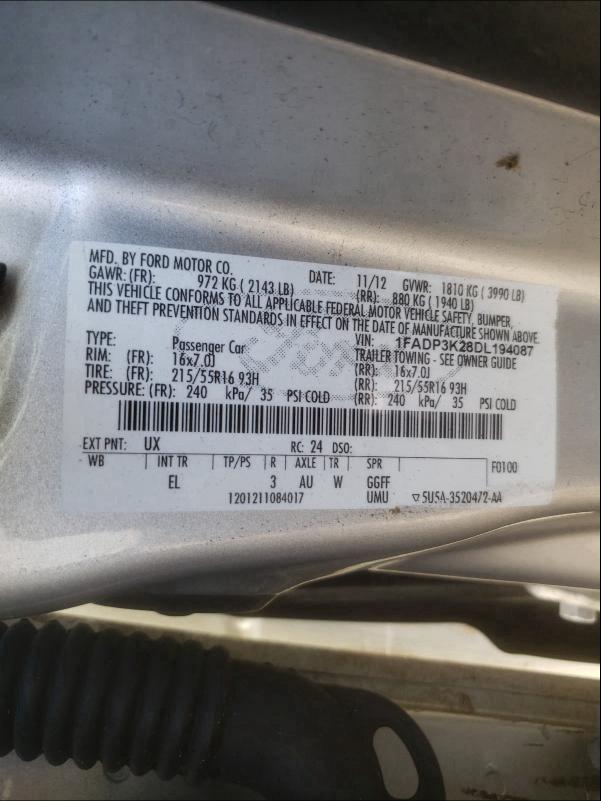 MFD. BY FORD MOTOR CO. DATE: 11/12 GVWR: 1810 KG ( 3990 LB)
GAWR: (FR): 972 KG ( 2143 LB) (RR): 880 KG ( 1940 LB)
THIS VEHICLE CONFORMS TO ALL APPLICABLE FEDERAL MOTOR VEHICLE SAFETY, BUMPER,
AND THEFT PREVENTION STANDARDS IN EFFECT ON THE DATE OF MANUFACTURE SHOWN ABOVE.
VIN: 1FADP3K28DL194087
TYPE: Passenger Car TRAILER TOWING - SEE OWNER GUIDE
RIM: (FR): 16x7.0J (RR): 16x7.0J
TIRE: (FR): 215/55R16 93H (RR): 215/55R16 93H
PRESSURE: (FR): 240 kPa/ 35 PSI COLD (RR): 240 kPa/ 35 PSI COLD
EXT PNT: UX RC: 24 DSO:
WB INT TR TP/PS R AXLE TR SPR F0100
EL 3 AU W GGFF
1201211084017 UMU ▽5U5A-3520472-AA